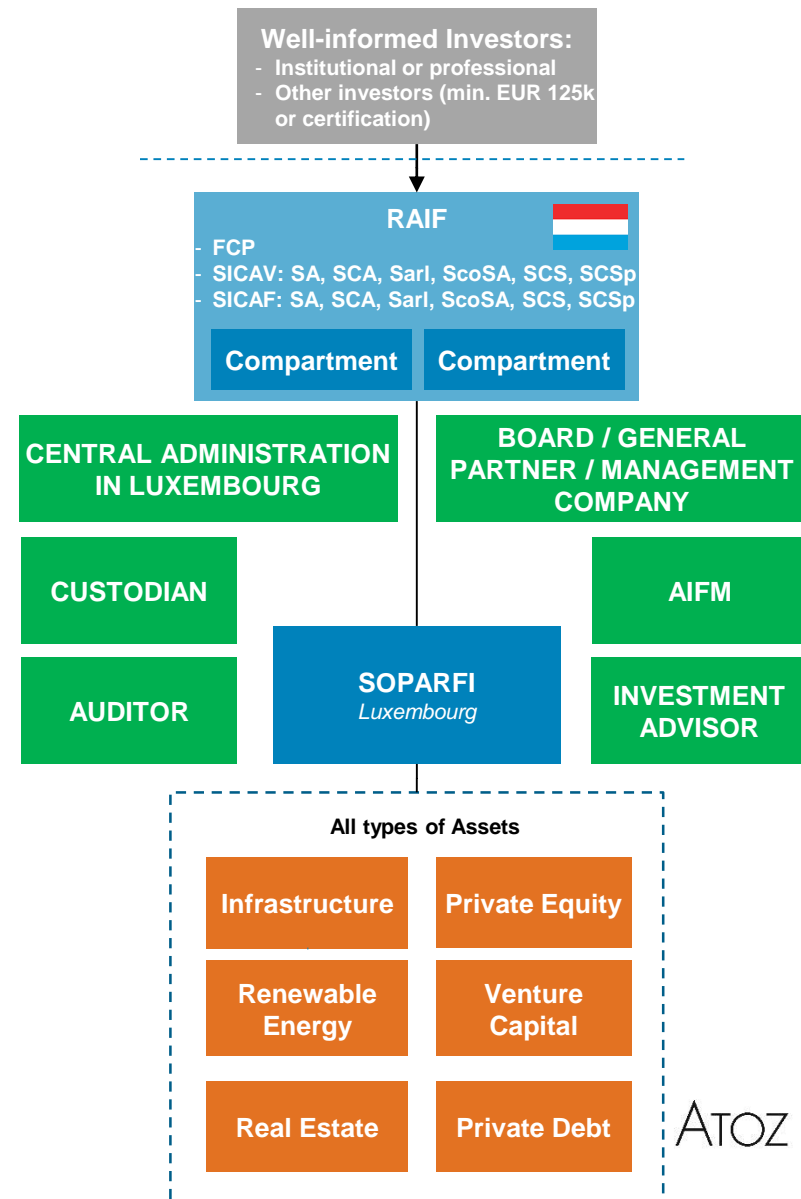 Well-informed Investors:
- Institutional or professional
- Other investors (min. EUR 125k
or certification)
RAIF
- FCP
- SICAV: SA, SCA, Sarl, ScoSA, SCS, SCSp
- SICAF: SA, SCA, Sarl, ScoSA, SCS, SCSp
Compartment
Compartment
CENTRAL ADMINISTRATION
IN LUXEMBOURG
BOARD / GENERAL
PARTNER / MANAGEMENT
COMPANY
CUSTODIAN
AIFM
SOPARFI
Luxembourg
AUDITOR
INVESTMENT
ADVISOR
All types of Assets
Infrastructure
Private Equity
Renewable
Energy
Venture
Capital
Real Estate
Private Debt
ATOZ